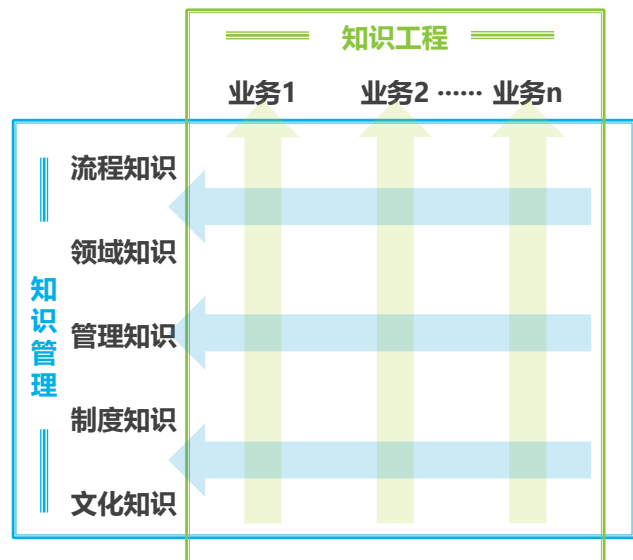 知识工程
业务1 业务2 ······ 业务n
流程知识
领域知识
知识管理
管理知识
制度知识
文化知识